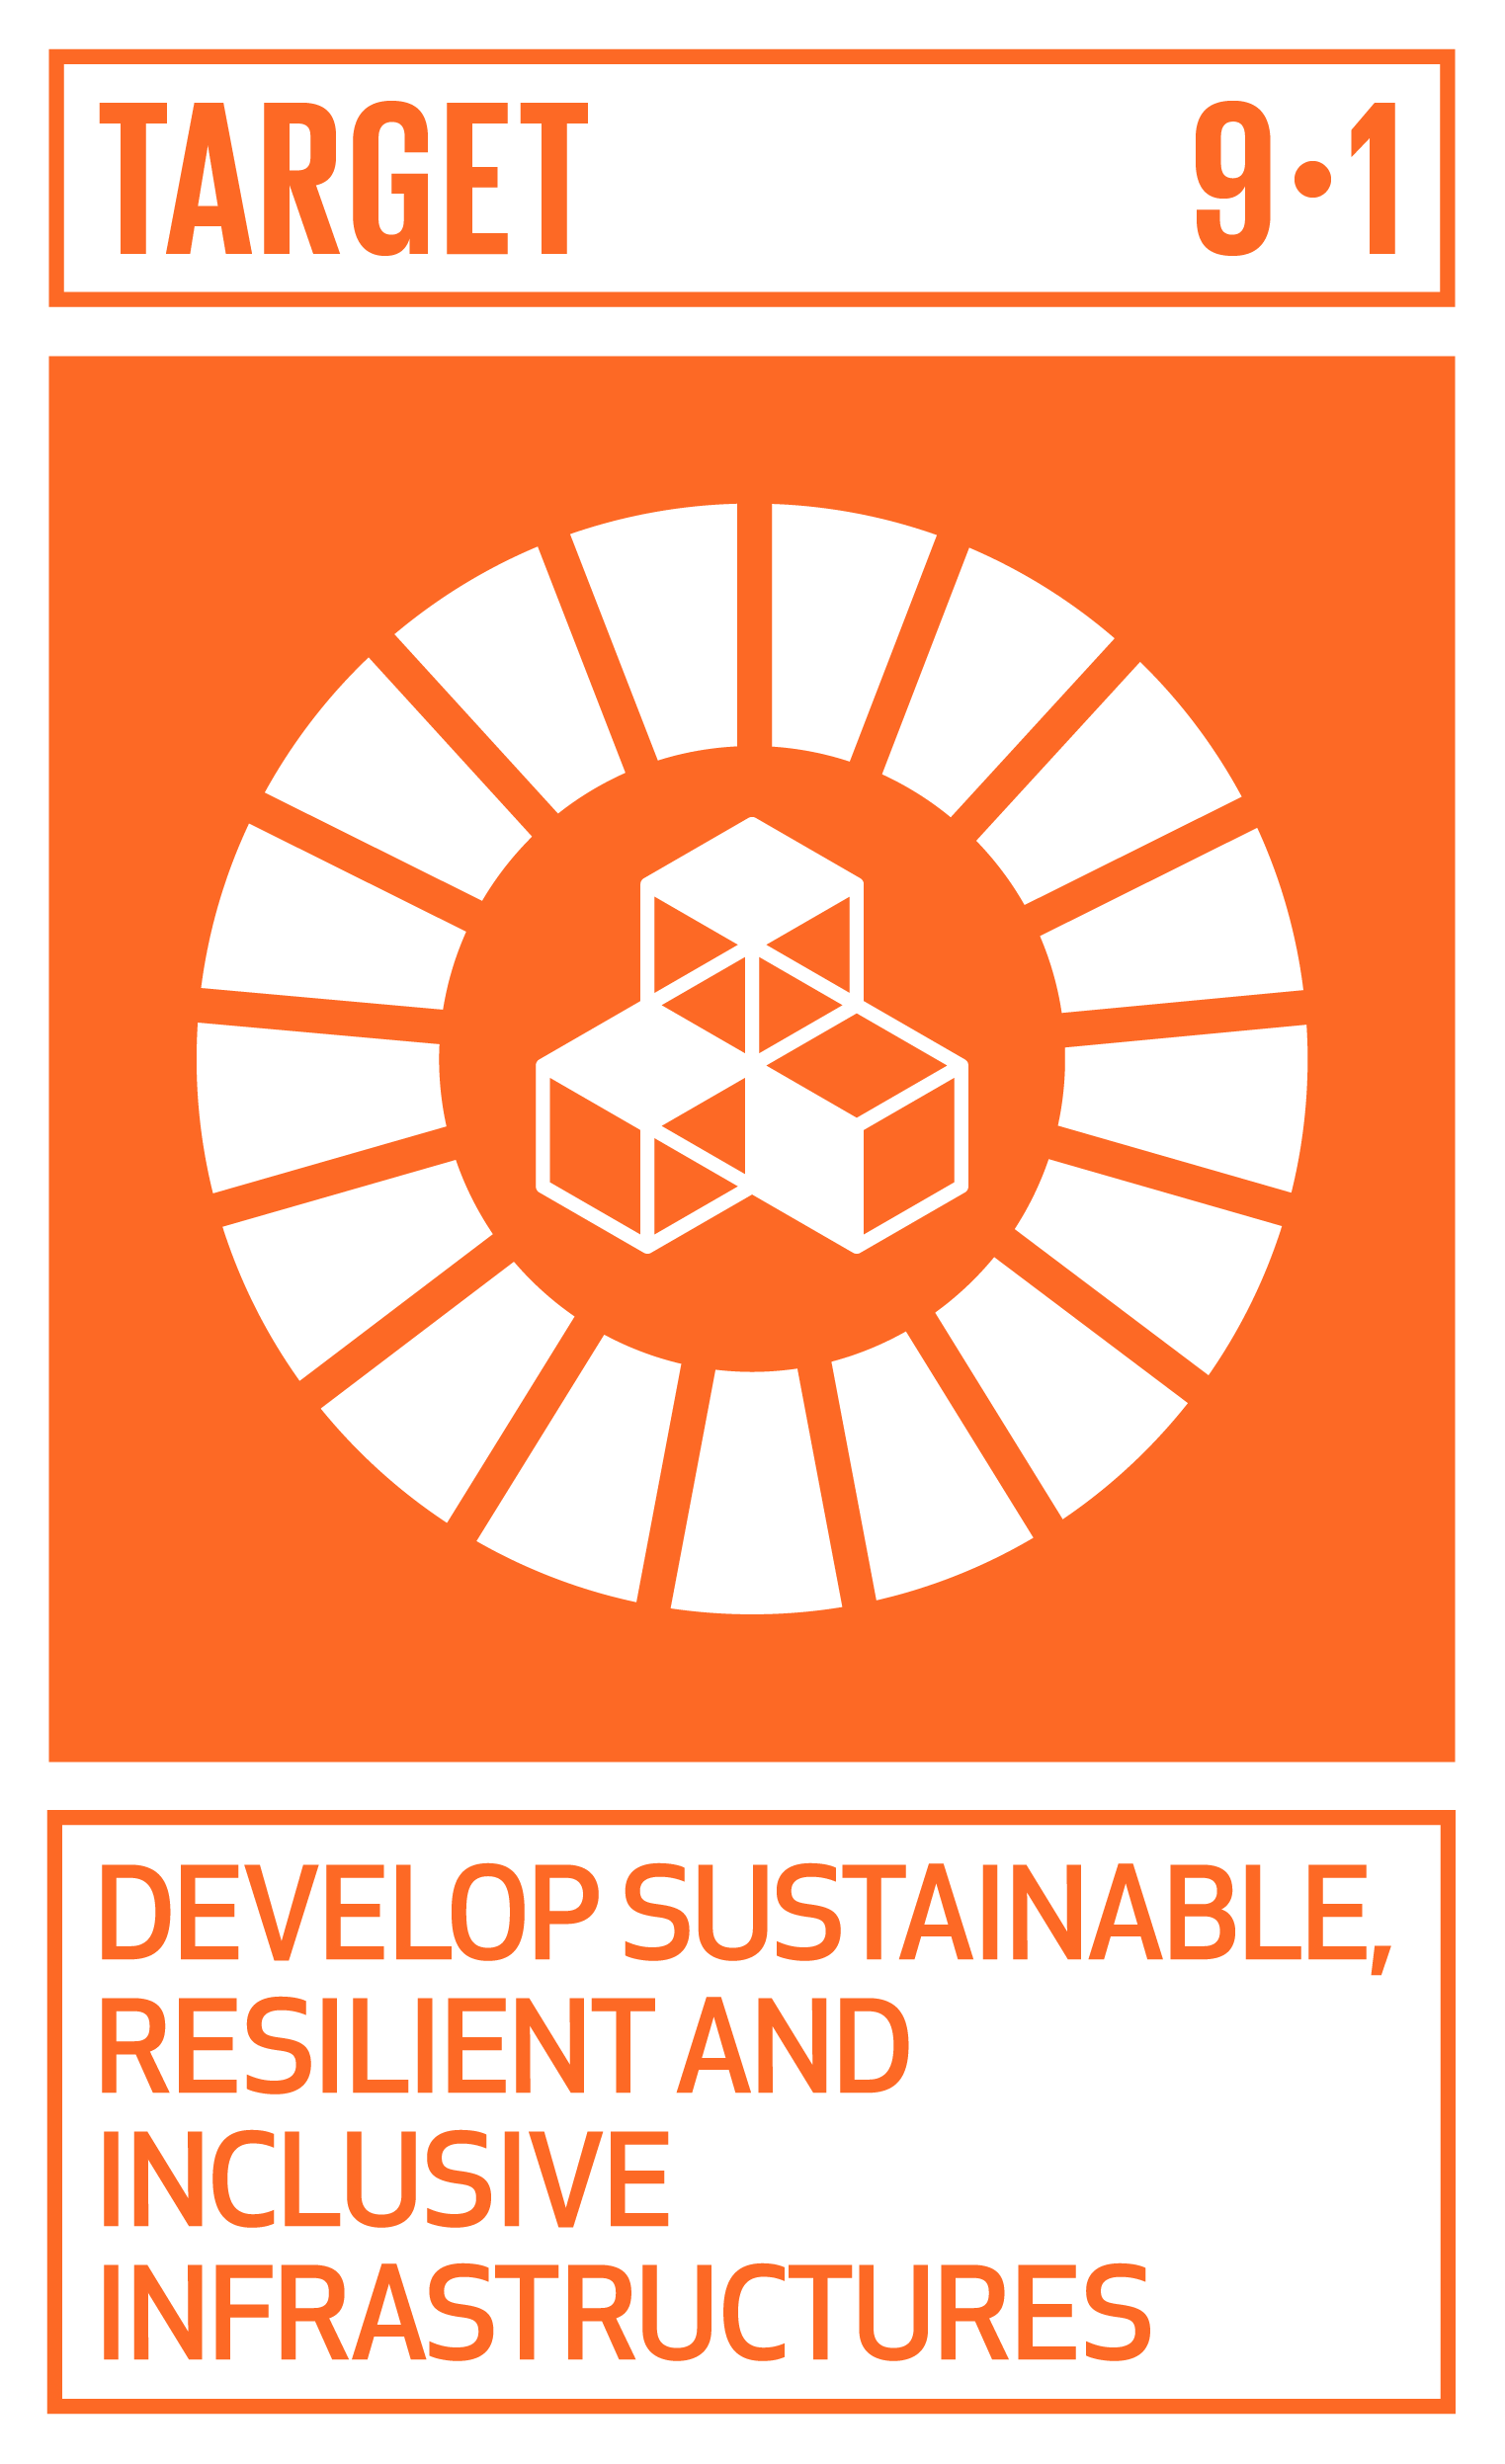 TARGET 9·1
DEVELOP SUSTAINABLE,
RESILIENT AND
INCLUSIVE
INFRASTRUCTURES